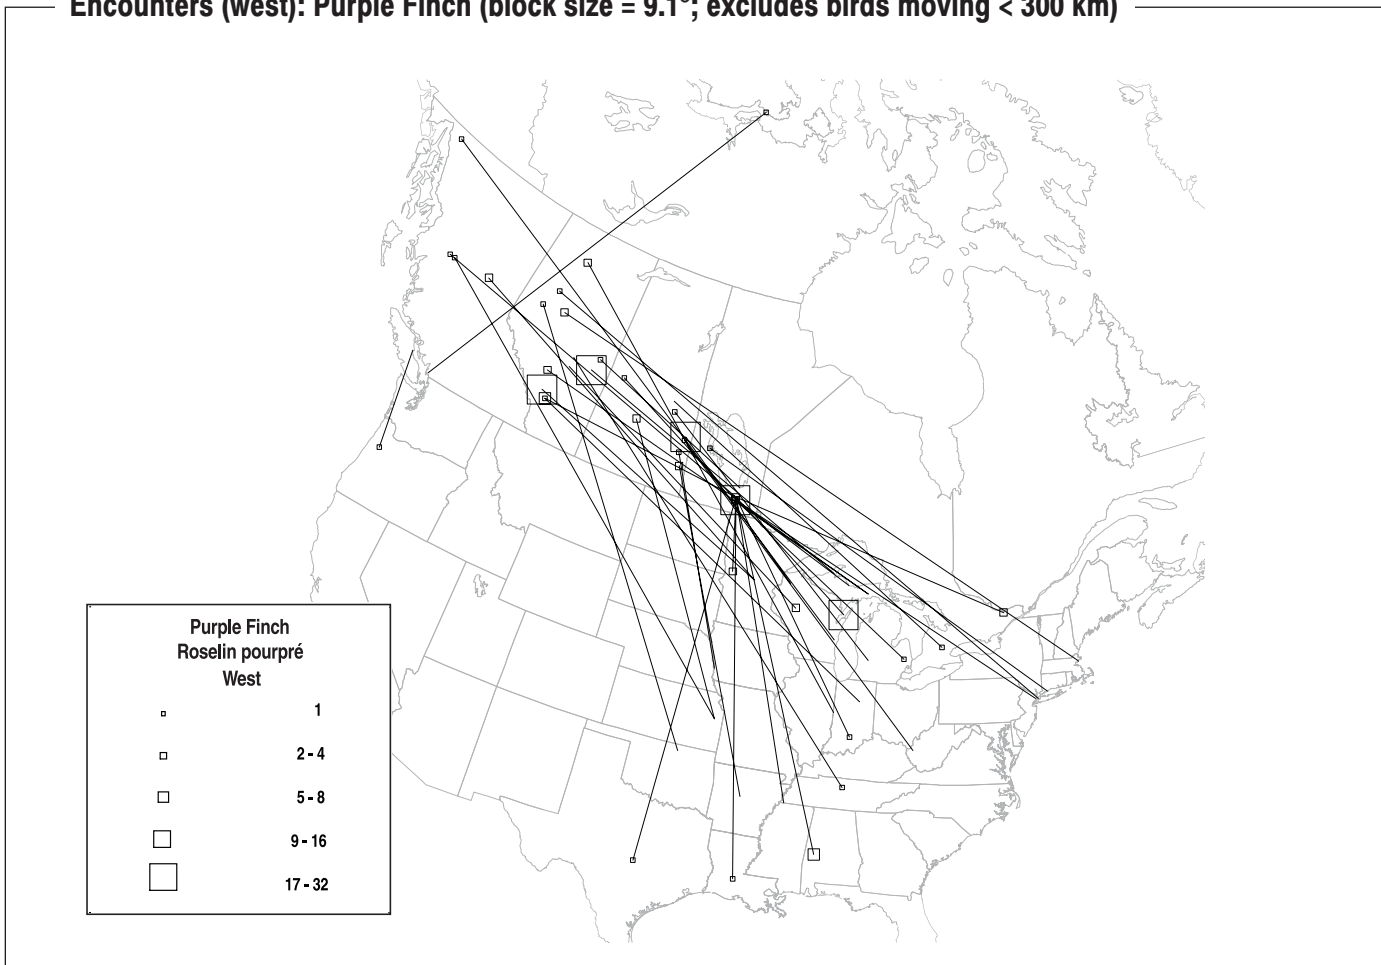 Encounters (west): Purple Finch (block size = 9.1°; excludes birds moving < 300 km)
Purple Finch
Roselin pourpré
West
1
2 - 4
5 - 8
9 - 16
17 - 32